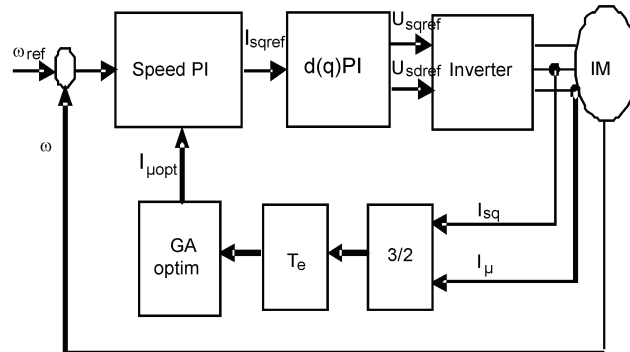 ωref
Speed PI
Isqref
d(q)PI
Usqref
Usdref
Inverter
IM
ω
Iμopt
GA
optim
Te
3/2
Isq
Iμ